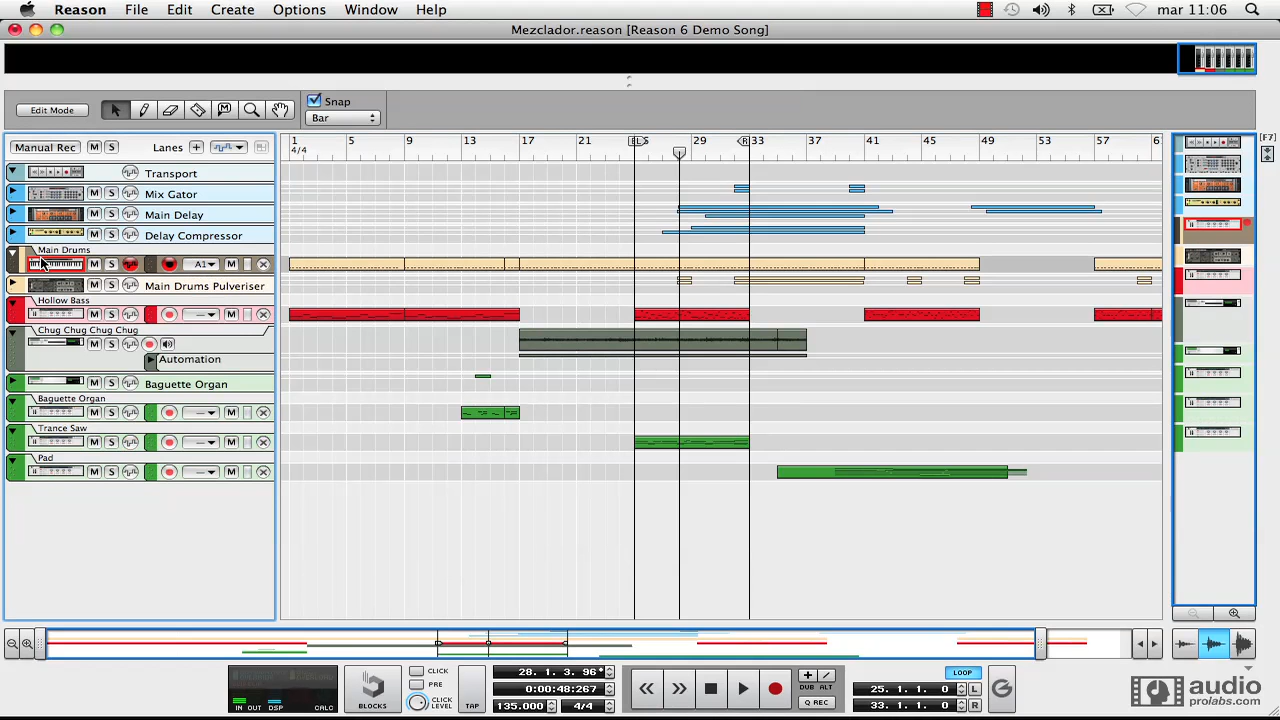 Reason File Edit Create Options Window Help mar 11:06
Mezclador.reason [Reason 6 Demo Song]
Edit Mode
Snap
Bar
[F7]
Manual Rec M S Lanes +
1 5 9 13 17 21 29 33 37 41 45 49 53 57 6
4/4
L R
Transport
M S Mix Gator
M S Main Delay
M S Delay Compressor
Main Drums
M S A1 M
M S Main Drums Pulveriser
Hollow Bass
M S — M
Chug Chug Chug Chug
M S
Automation
M S Baguette Organ
Baguette Organ
M S — M
Trance Saw
M S — M
Pad
M S — M
IN OUT DSP CALC
BLOCKS
CLICK
PRE
CLICK LEVEL
TAP
28. 1. 3. 96*
0:00:48:267
135.000 4/4
DUB ALT
Q REC
LOOP
25. 1. 1. 0 L
33. 1. 1. 0 R
audio
prolabs.com